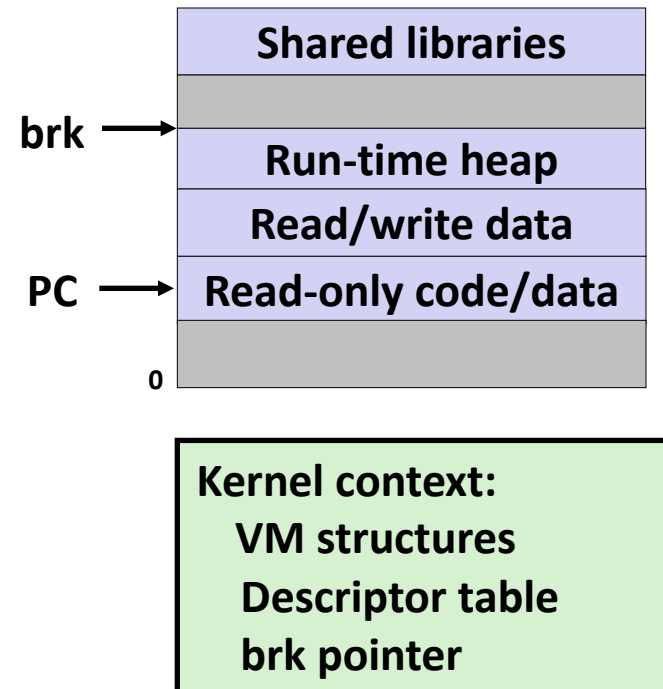 Shared libraries
brk
Run-time heap
Read/write data
PC
Read-only code/data
0
Kernel context:
VM structures
Descriptor table
brk pointer